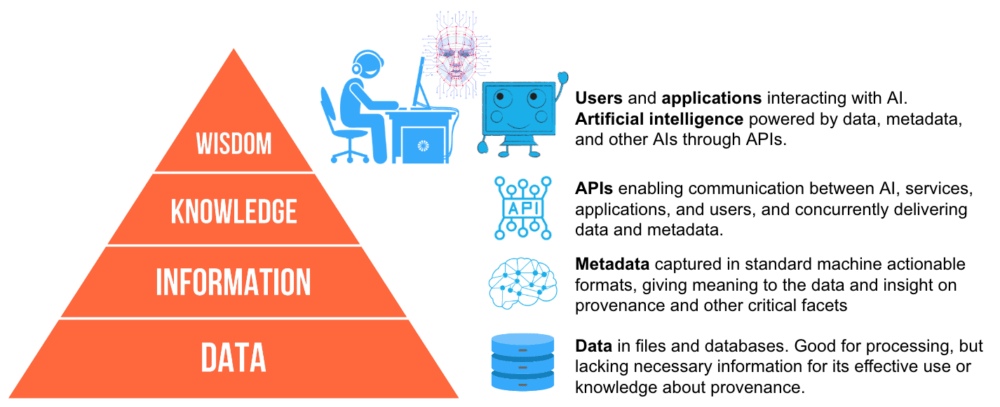 WISDOM
KNOWLEDGE
INFORMATION
DATA
Users and applications interacting with AI.
Artificial intelligence powered by data, metadata,
and other AIs through APIs.
API
APIs enabling communication between AI, services,
applications, and users, and concurrently delivering
data and metadata.
Metadata captured in standard machine actionable
formats, giving meaning to the data and insight on
provenance and other critical facets
Data in files and databases. Good for processing, but
lacking necessary information for its effective use or
knowledge about provenance.